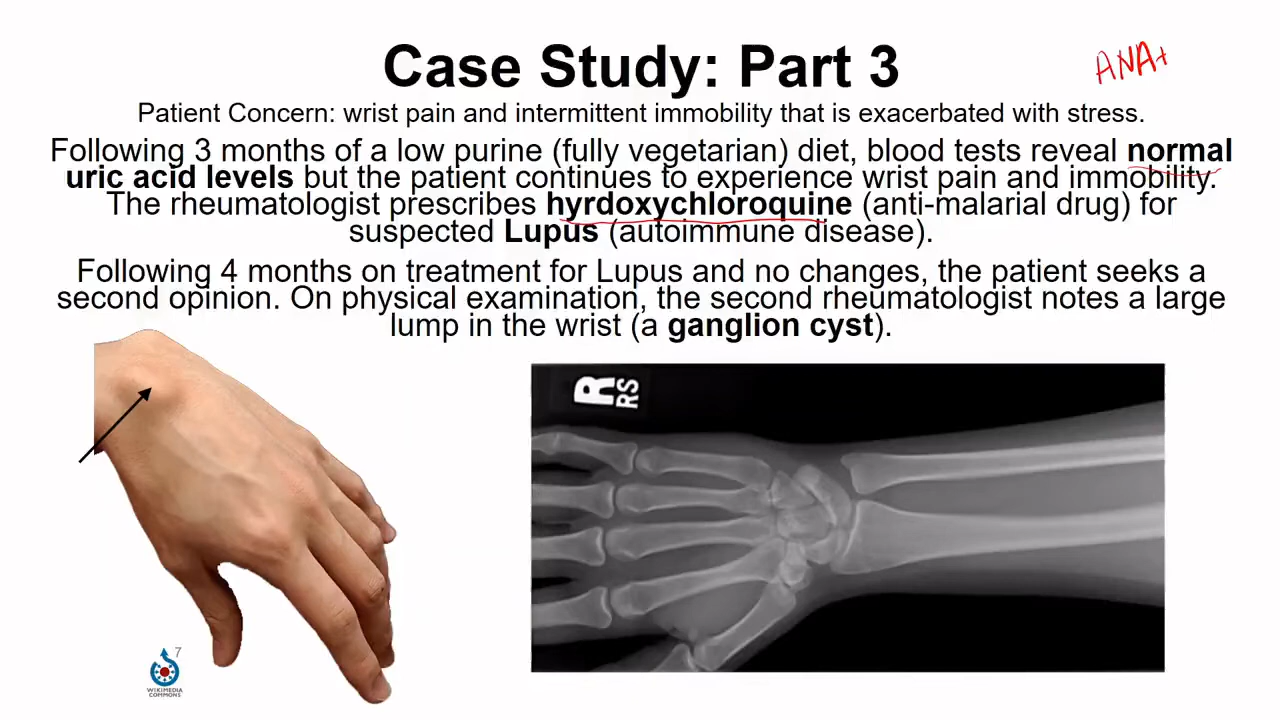 Case Study: Part 3
ANA+
Patient Concern: wrist pain and intermittent immobility that is exacerbated with stress.
Following 3 months of a low purine (fully vegetarian) diet, blood tests reveal normal
uric acid levels but the patient continues to experience wrist pain and immobility.
The rheumatologist prescribes hyrdoxychloroquine (anti-malarial drug) for
suspected Lupus (autoimmune disease).
Following 4 months on treatment for Lupus and no changes, the patient seeks a
second opinion. On physical examination, the second rheumatologist notes a large
lump in the wrist (a ganglion cyst).
R
RS
7
WIKIMEDIA
COMMONS